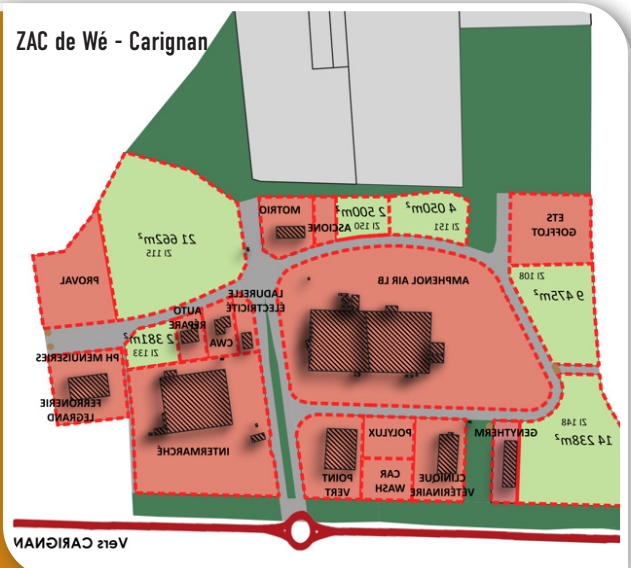 ZAC de Wé - Carignan
MOTRIO
ASCIONE
2 500m²
ZI 150
4 050m²
ZI 151
ETS
GOFFLOT
21 662m²
ZI 115
PROVAL
AMPHENOL AIR LB
ZI 108
9 475m²
LADURELLE
ÉLECTRICITÉ
AUTO
RÉPARE
CWA
2 381m²
ZI 133
PH MENUISERIES
FERRONERIE
LEGRAND
INTERMARCHÉ
POINT
VERT
POLYLUX
CAR
WASH
CLINIQUE
VÉTÉRINAIRE
GENYTHERM
ZI 148
14 238m²
Vers CARIGNAN